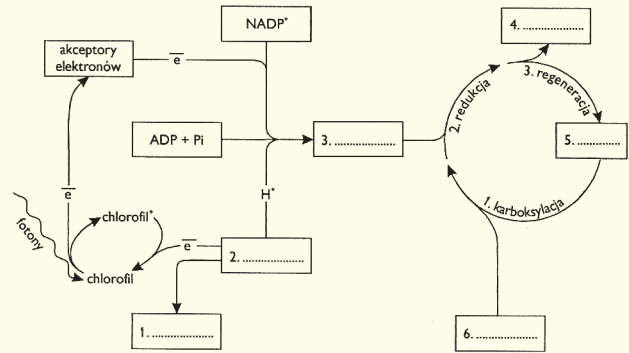 NADP⁺
4. ....................
akceptory
elektronów
e̅
3. regeneracja
2. redukcja
ADP + Pi
3. ....................
5. ................
e̅
H⁺
1. karboksylacja
fotony
chlorofil⁺
e̅
chlorofil
2. ....................
1. ....................
6. ....................